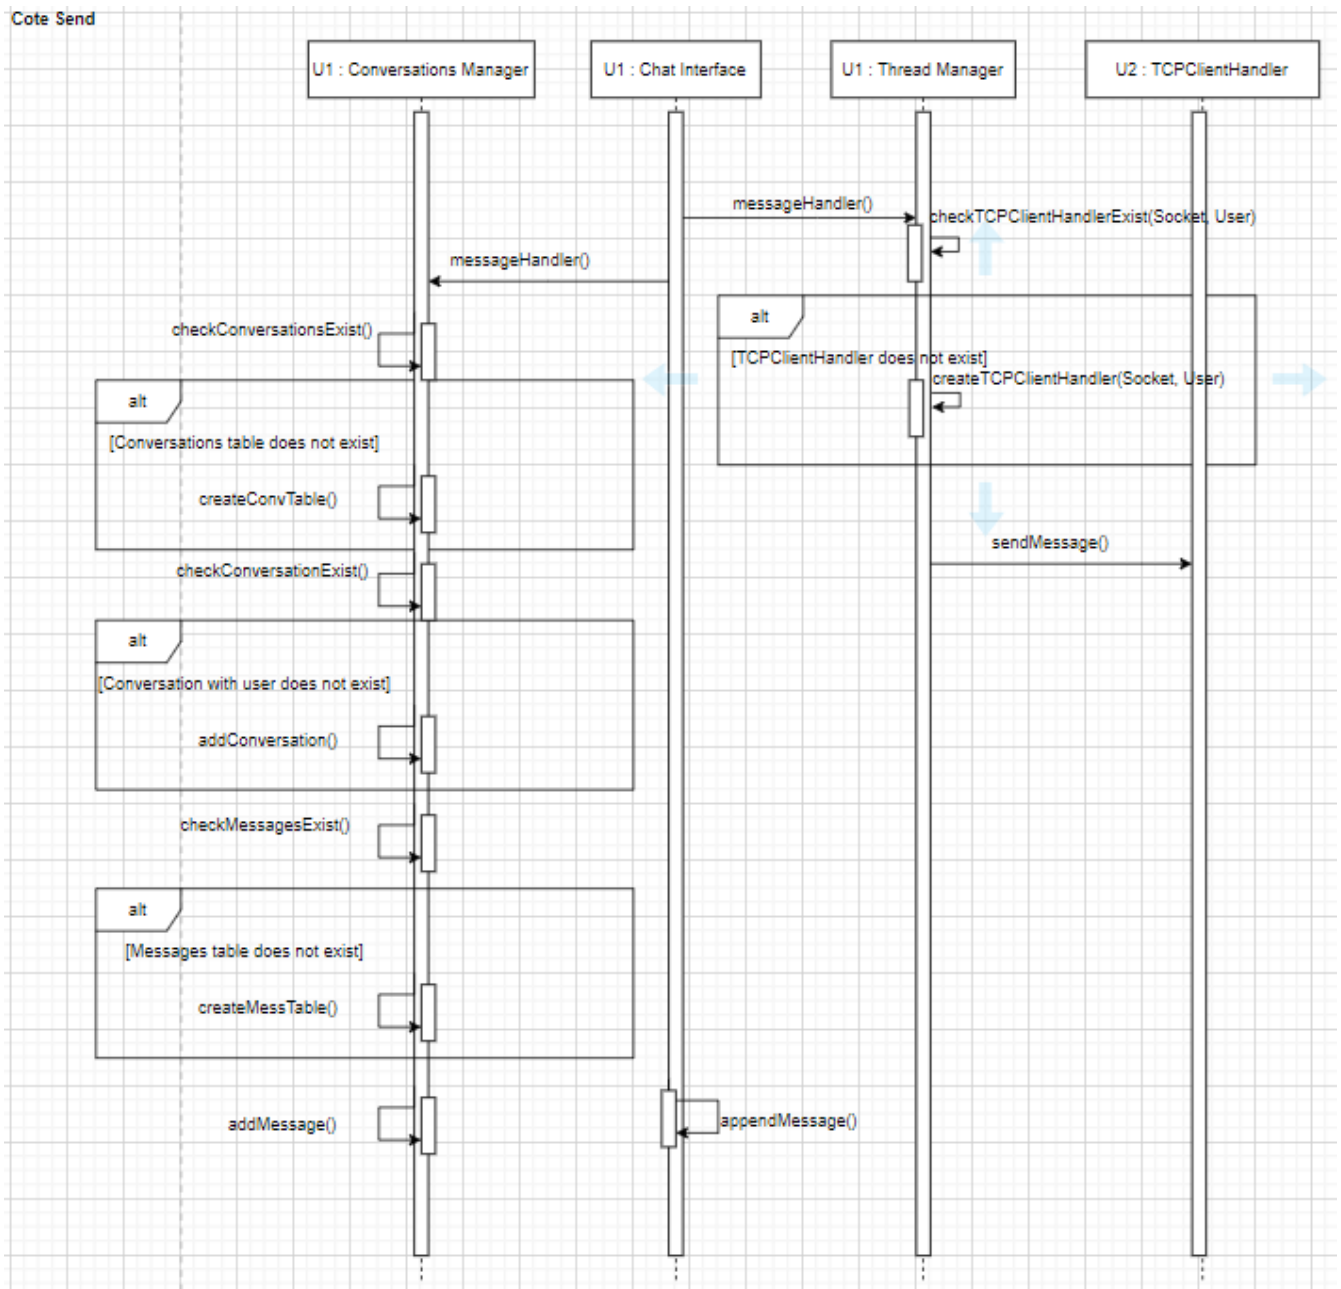 Cote Send
U1 : Conversations Manager
U1 : Chat Interface
U1 : Thread Manager
U2 : TCPClientHandler
messageHandler()
checkTCPClientHandlerExist(Socket, User)
messageHandler()
alt
checkConversationsExist()
[TCPClientHandler does not exist]
createTCPClientHandler(Socket, User)
alt
[Conversations table does not exist]
createConvTable()
sendMessage()
checkConversationExist()
alt
[Conversation with user does not exist]
addConversation()
checkMessagesExist()
alt
[Messages table does not exist]
createMessTable()
addMessage()
appendMessage()